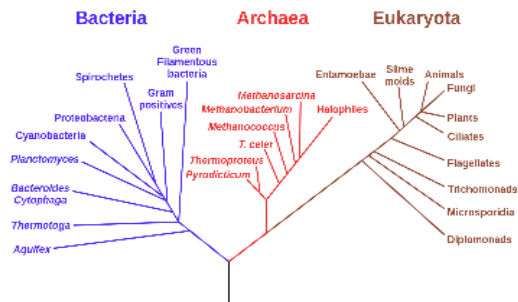 Bacteria
Archaea
Eukaryota
Green
Filamentous
bacteria
Spirochetes
Gram
positives
Proteobacteria
Cyanobacteria
Planctomyces
Bacteroides
Cytophaga
Thermotoga
Aquifex
Methanosarcina
Methanobacterium
Halophiles
Methanococcus
T. celer
Thermoproteus
Pyrodicticum
Entamoebae
Slime
molds
Animals
Fungi
Plants
Ciliates
Flagellates
Trichomonads
Microsporidia
Diplomonads